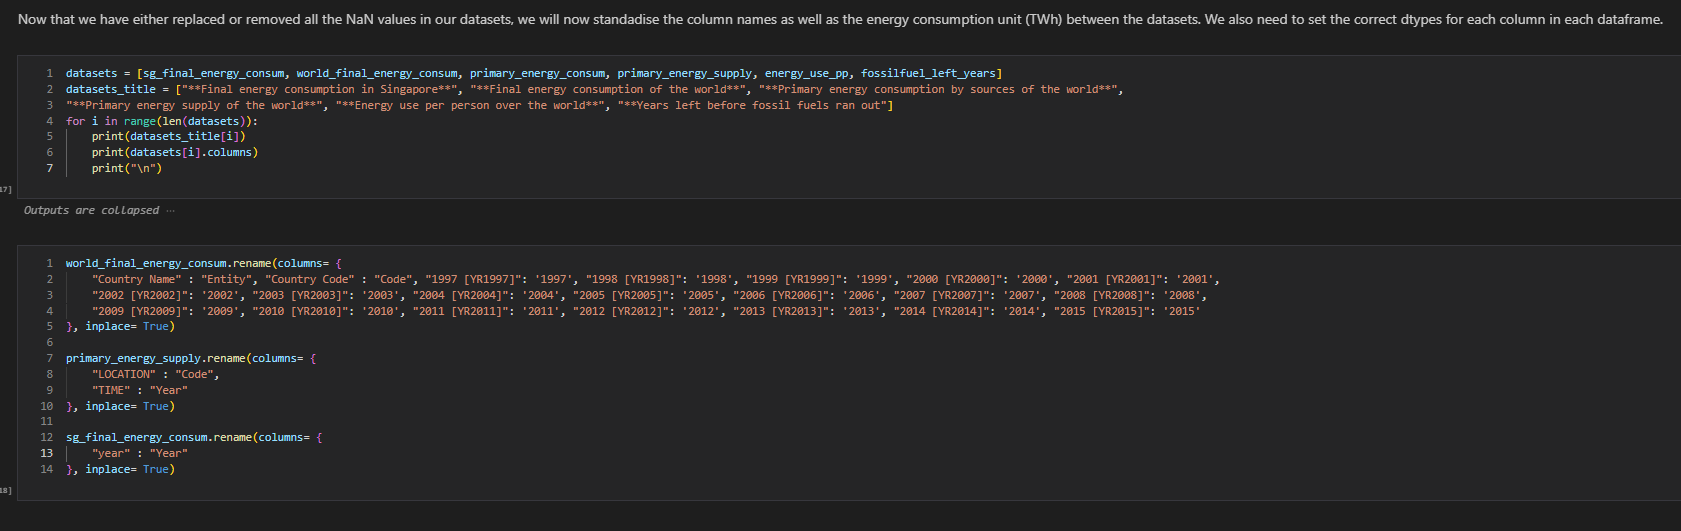 Now that we have either replaced or removed all the NaN values in our datasets, we will now standadise the column names as well as the energy consumption unit (TWh) between the datasets. We also need to set the correct dtypes for each column in each dataframe.
1 datasets = [sg_final_energy_consum, world_final_energy_consum, primary_energy_consum, primary_energy_supply, energy_use_pp, fossilfuel_left_years]
2 datasets_title = ["**Final energy consumption in Singapore**", "**Final energy consumption of the world**", "**Primary energy consumption by sources of the world**",
3 "**Primary energy supply of the world**", "**Energy use per person over the world**", "**Years left before fossil fuels ran out"]
4 for i in range(len(datasets)):
5 print(datasets_title[i])
6 print(datasets[i].columns)
7 print("\n")
17]
Outputs are collapsed ...
1 world_final_energy_consum.rename(columns= {
2 "Country Name" : "Entity", "Country Code" : "Code", "1997 [YR1997]": '1997', "1998 [YR1998]": '1998', "1999 [YR1999]": '1999', "2000 [YR2000]": '2000', "2001 [YR2001]": '2001',
3 "2002 [YR2002]": '2002', "2003 [YR2003]": '2003', "2004 [YR2004]": '2004', "2005 [YR2005]": '2005', "2006 [YR2006]": '2006', "2007 [YR2007]": '2007', "2008 [YR2008]": '2008',
4 "2009 [YR2009]": '2009', "2010 [YR2010]": '2010', "2011 [YR2011]": '2011', "2012 [YR2012]": '2012', "2013 [YR2013]": '2013', "2014 [YR2014]": '2014', "2015 [YR2015]": '2015'
5 }, inplace= True)
6
7 primary_energy_supply.rename(columns= {
8 "LOCATION" : "Code",
9 "TIME" : "Year"
10 }, inplace= True)
11
12 sg_final_energy_consum.rename(columns= {
13 "year" : "Year"
14 }, inplace= True)
18]